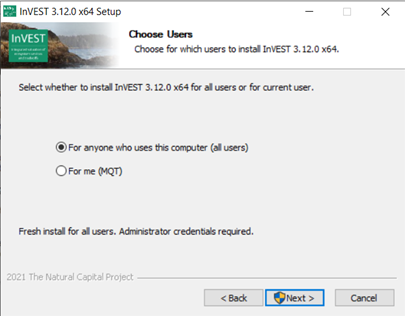 InVEST 3.12.0 x64 Setup
InVEST
Choose Users
Choose for which users to install InVEST 3.12.0 x64.
Select whether to install InVEST 3.12.0 x64 for all users or for current user.
For anyone who uses this computer (all users)
For me (MQT)
Fresh install for all users. Administrator credentials required.
2021 The Natural Capital Project
< Back
Next >
Cancel